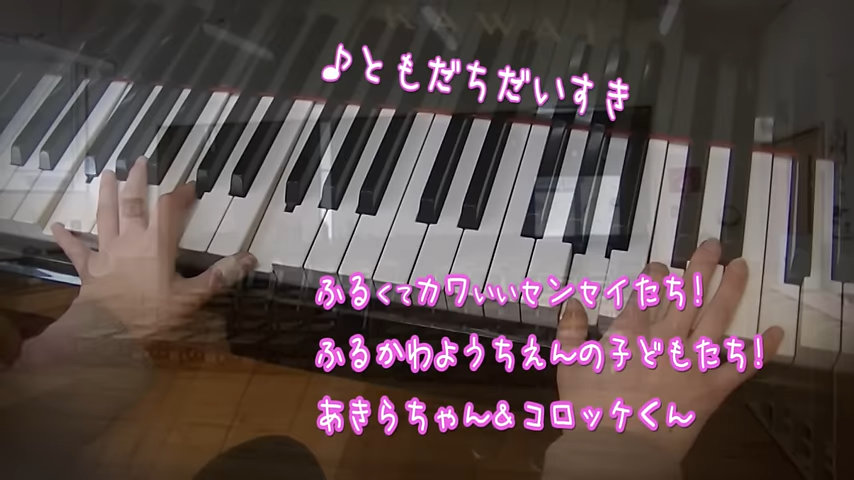 KAWAI
♪ともだちだいすき
ふるくてカワいいセンセイたち!
ふるかわようちえんの子どもたち!
あきらちゃん&コロッケくん